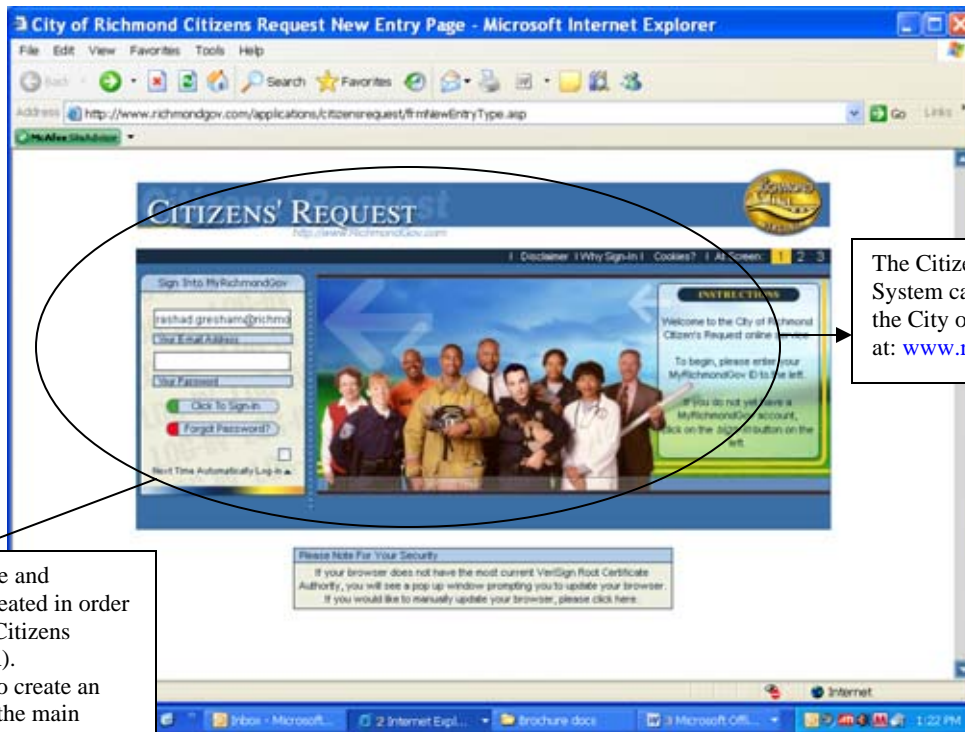 City of Richmond Citizens Request New Entry Page - Microsoft Internet Explorer
File Edit View Favorites Tools Help
Back Search Favorites
Address http://www.richmondgov.com/applications/citizensrequest/frmNewEntryType.asp Go Links
McAfee SiteAdvisor
CITIZENS' REQUEST
http://www.RichmondGov.com
| Disclaimer | Why Sign-In | Cookies? | At Screen: 1 2 3
Sign Into MyRichmondGov
rashad.gresham@richmo
Your E-mail Address
Your Password
Click To Sign-in
Forgot Password?
Next Time Automatically Log-in
INSTRUCTIONS
Welcome to the City of Richmond
Citizen's Request online service
To begin, please enter your
MyRichmondGov ID to the left.
If you do not yet have a
MyRichmondGov account,
click on the button on the
left
The Citize
System ca
the City o
at: www.r
Please Note For Your Security
If your browser does not have the most current VeriSign Root Certificate
Authority, you will see a pop up window prompting you to update your browser.
If you would like to manually update your browser, please click here.
e and
eated in order
Citizens
).
o create an
the main
Internet
Inbox - Microsoft... 2 Internet Expl... brochure docs 3 Microsoft Offi... 1:22 PM